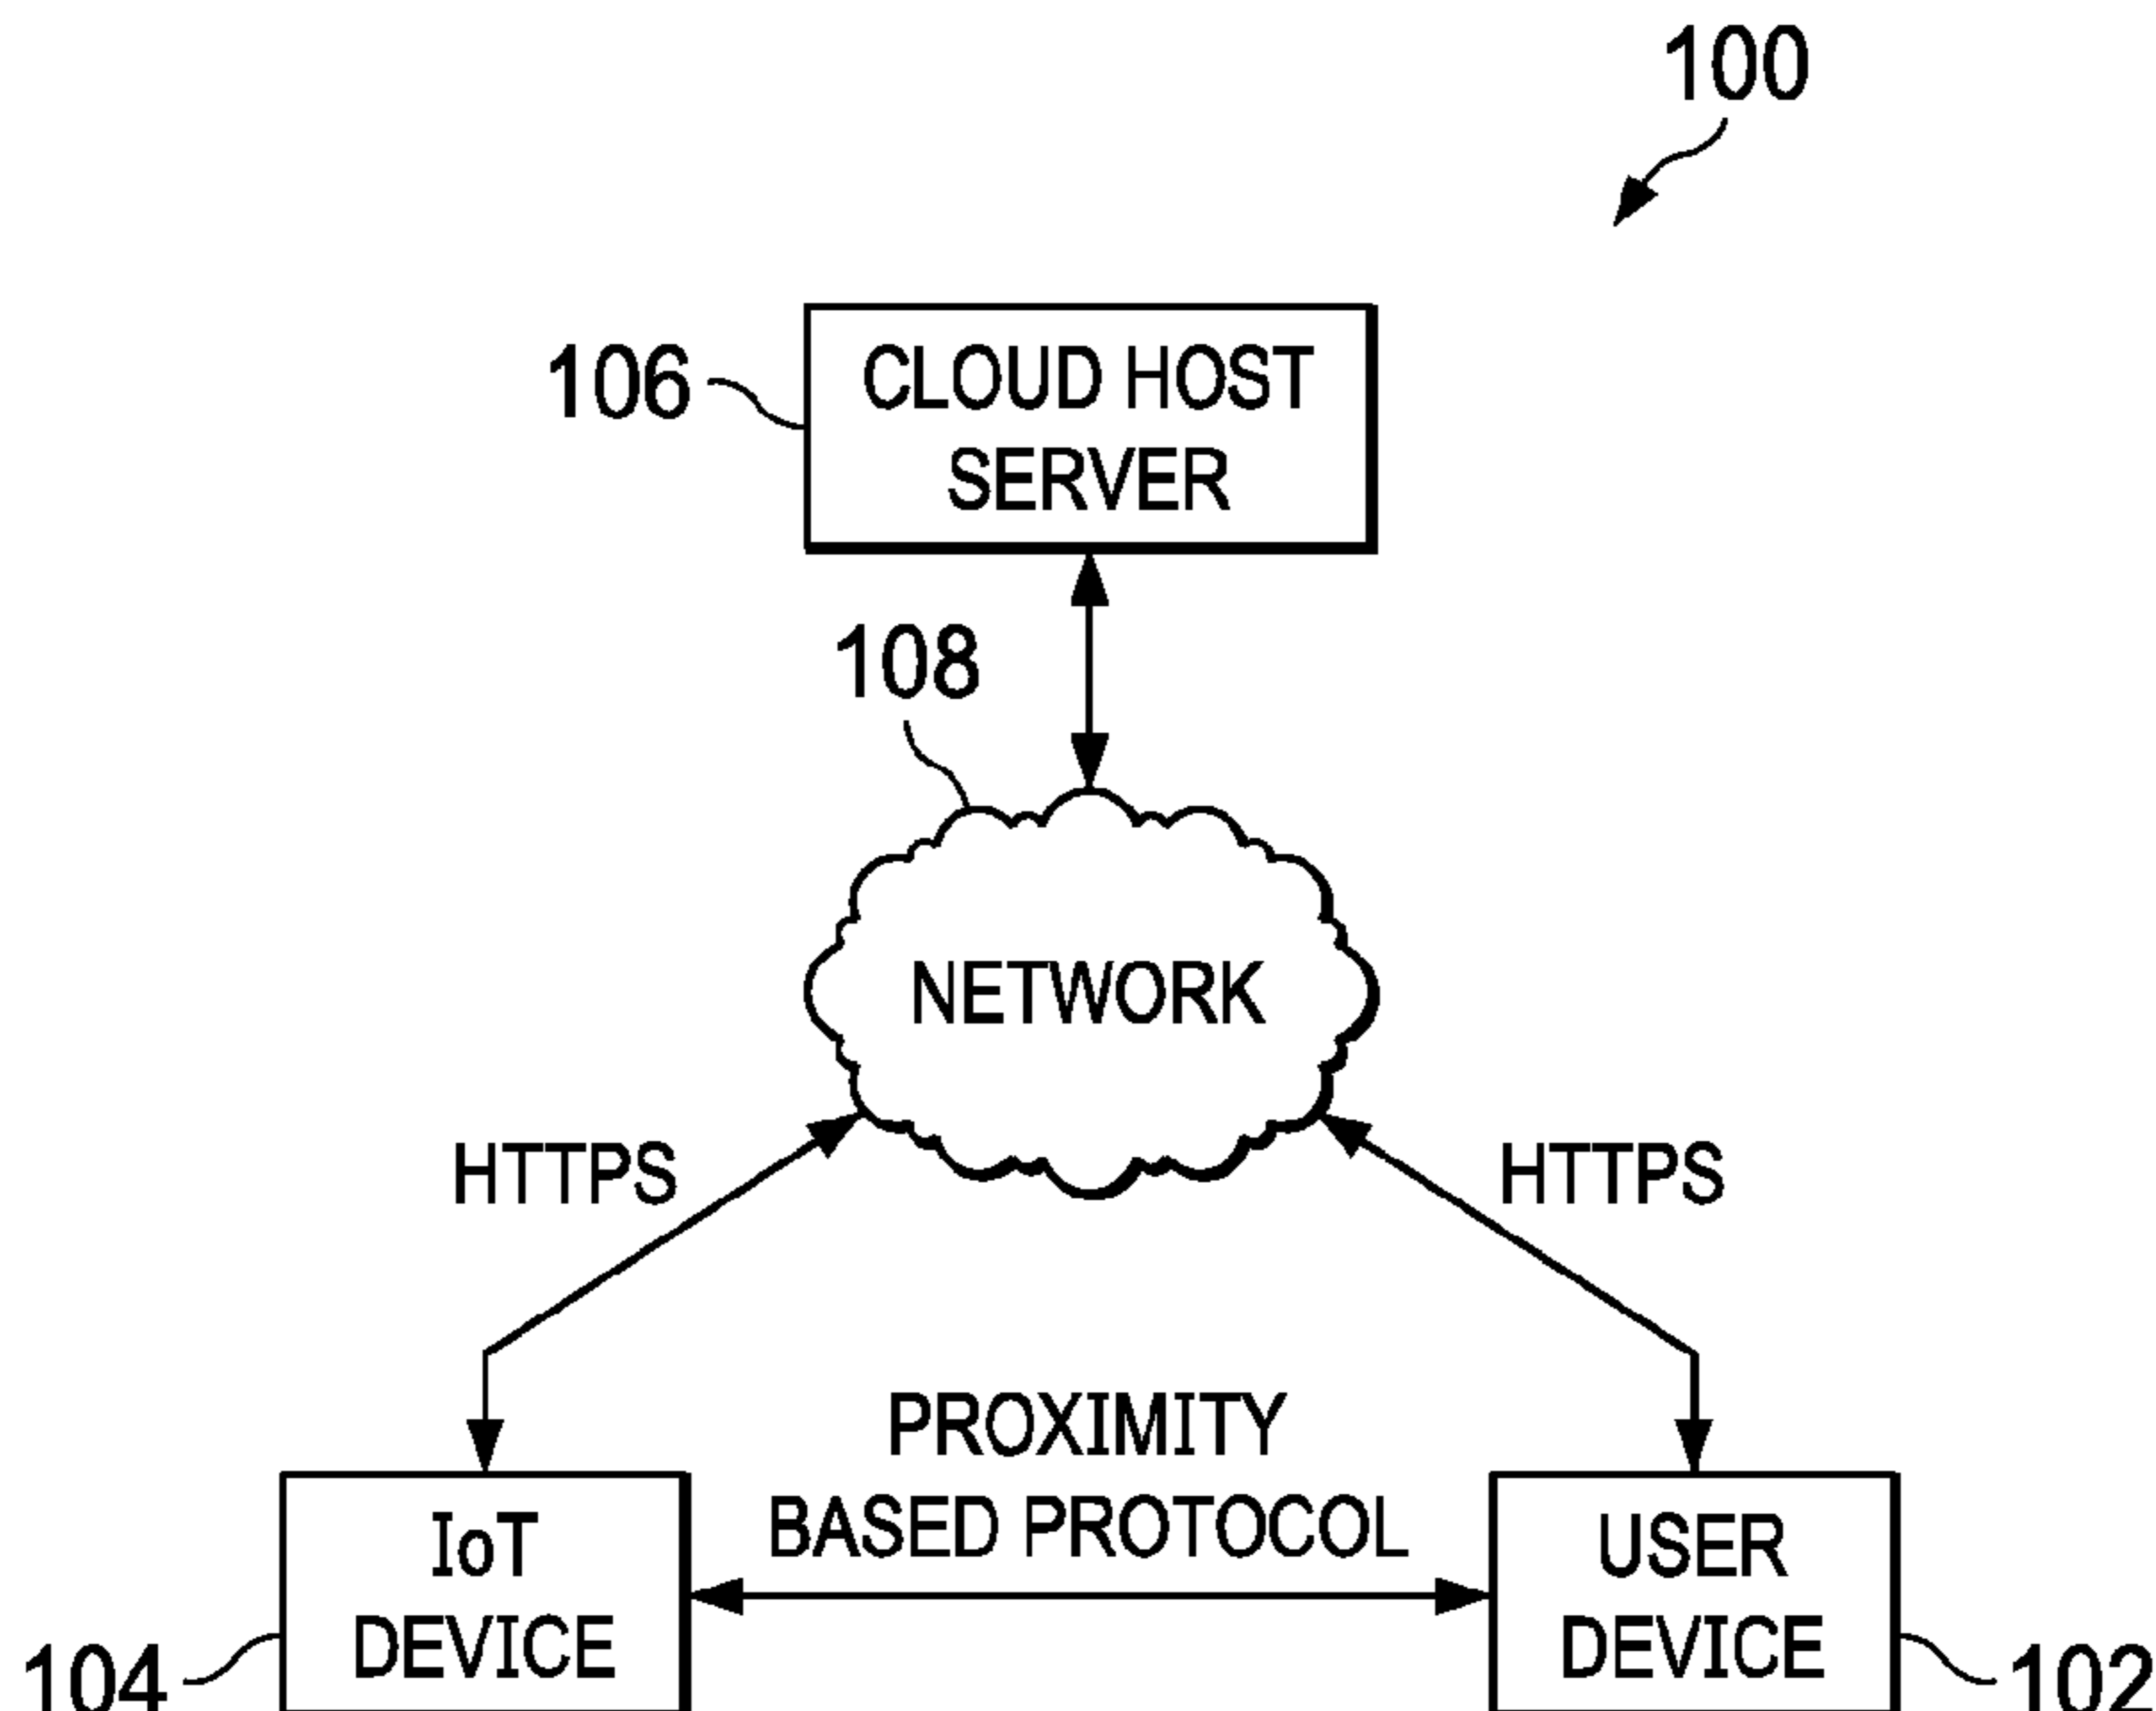 100
106
CLOUD HOST
SERVER
108
NETWORK
HTTPS
HTTPS
PROXIMITY
BASED PROTOCOL
IoT
DEVICE
USER
DEVICE
104
102